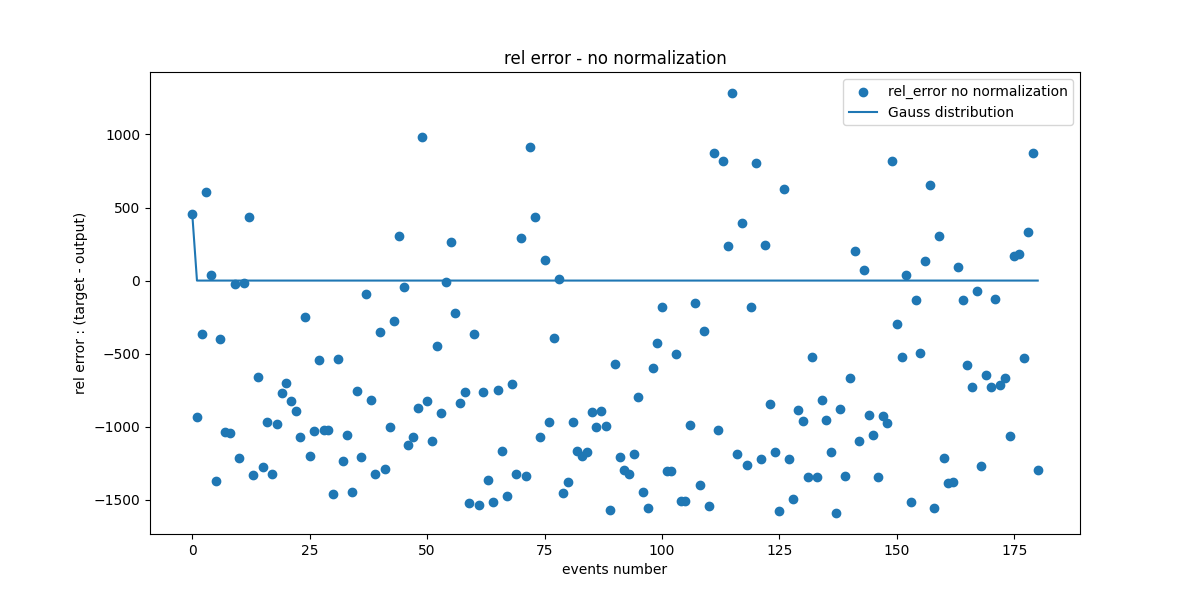 rel error - no normalization
rel_error no normalization
Gauss distribution
rel error : (target - output)
1000
500
0
−500
−1000
−1500
0 25 50 75 100 125 150 175
events number